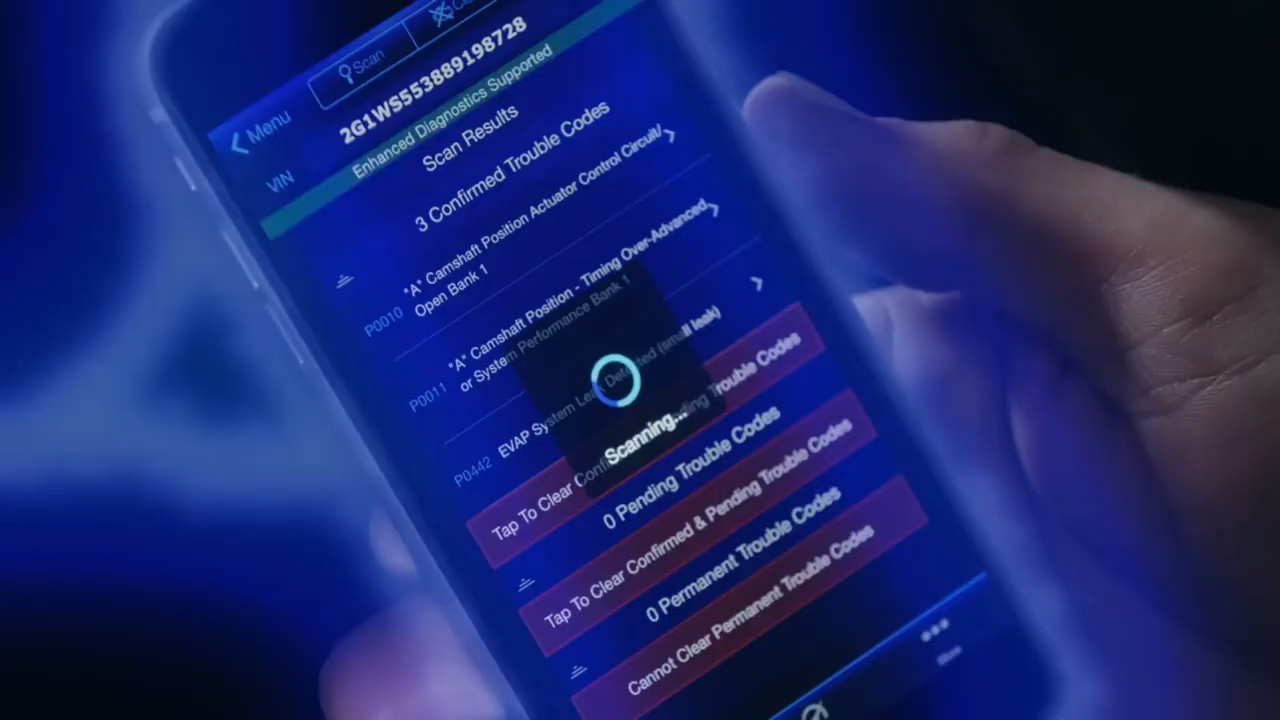 Scan
Menu
2G1WS553889198728
VIN
Enhanced Diagnostics Supported
Scan Results
3 Confirmed Trouble Codes
P0010
"A" Camshaft Position Actuator Control Circuit/
Open Bank 1
P0011
"A" Camshaft Position - Timing Over-Advanced
or System Performance Bank 1
P0442
EVAP System Leak Detected (small leak)
Scanning...
Tap To Clear Confirmed & Pending Trouble Codes
0 Pending Trouble Codes
Tap To Clear Confirmed & Pending Trouble Codes
0 Permanent Trouble Codes
Cannot Clear Permanent Trouble Codes